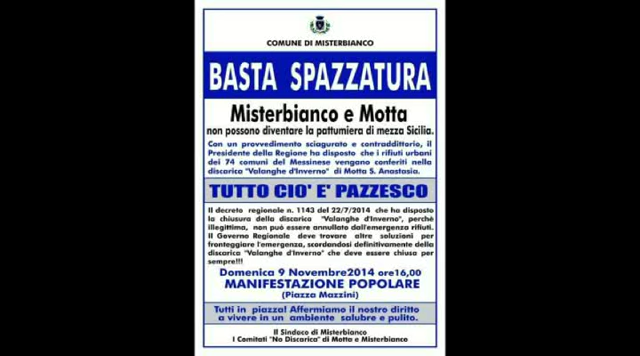 COMUNE DI MISTERBIANCO
BASTA SPAZZATURA
Misterbianco e Motta
non possono diventare la pattumiera di mezza Sicilia.
Con un provvedimento sciagurato e contraddittorio, il
Presidente della Regione ha disposto che i rifiuti urbani
dei 74 comuni del Messinese vengano conferiti nella
discarica "Valanghe d'Inverno" di Motta S. Anastasia.
TUTTO CIO' E' PAZZESCO
Il decreto regionale n. 1143 del 22/7/2014 che ha disposto
la chiusura della discarica "Valanghe d'Inverno", perchè
illegittima, non può essere annullato dall'emergenza rifiuti.
Il Governo Regionale deve trovare altre soluzioni per
fronteggiare l'emergenza, scordandosi definitivamente della
discarica "Valanghe d'Inverno" che deve essere chiusa per
sempre!!!
Domenica 9 Novembre2014 ore16,00
MANIFESTAZIONE POPOLARE
(Piazza Mazzini)
Tutti in piazza! Affermiamo il nostro diritto
a vivere in un ambiente salubre e pulito.
Il Sindaco di Misterbianco
I Comitati "No Discarica" di Motta e Misterbianco